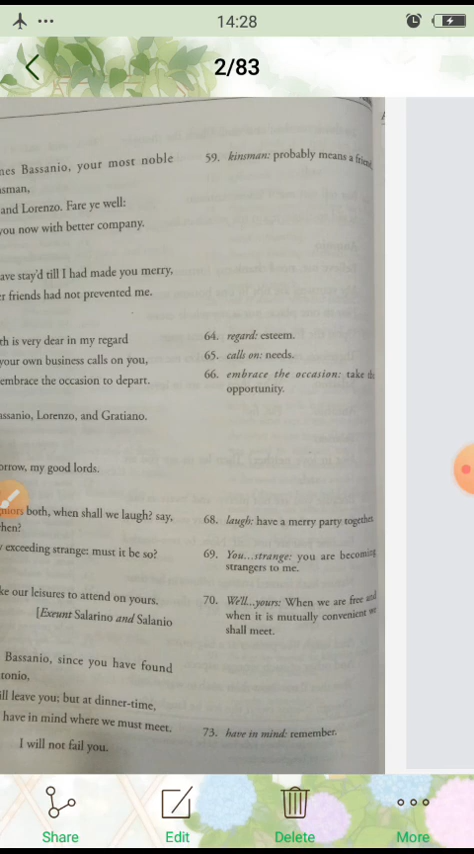 14:28
2/83
nes Bassanio, your most noble
sman,
and Lorenzo. Fare ye well:
you now with better company.
ave stay'd till I had made you merry,
er friends had not prevented me.
th is very dear in my regard
your own business calls on you,
embrace the occasion to depart.
assanio, Lorenzo, and Gratiano.
orrow, my good lords.
niors both, when shall we laugh? say,
hen?
y exceeding strange: must it be so?
ke our leisures to attend on yours.
[Exeunt Salarino and Salanio
Bassanio, since you have found
tonio,
ill leave you: but at dinner-time,
have in mind where we must meet.
I will not fail you.
59. kinsman: probably means a friend
64. regard: esteem.
65. calls on: needs.
66. embrace the occasion: take the
opportunity.
68. laugh: have a merry party together
69. You...strange: you are becoming
strangers to me.
70. We'll...yours: When we are free and
when it is mutually convenient we
shall meet.
73. have in mind: remember.
Share
Edit
Delete
More